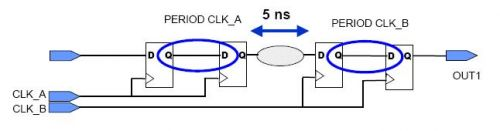 PERIOD CLK_A
5 ns
PERIOD CLK_B
D Q D Q D Q D Q
OUT1
CLK_A
CLK_B